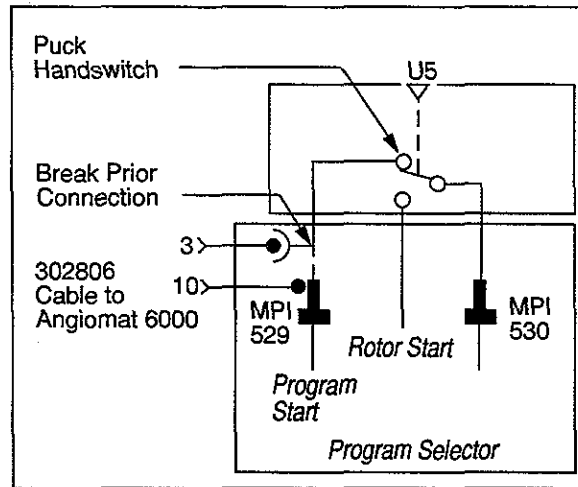 Puck
Handswitch
U5
Break Prior
Connection
3
302806
Cable to
Angiomat 6000
10
MPI
529
MPI
530
Rotor Start
Program
Start
Program Selector